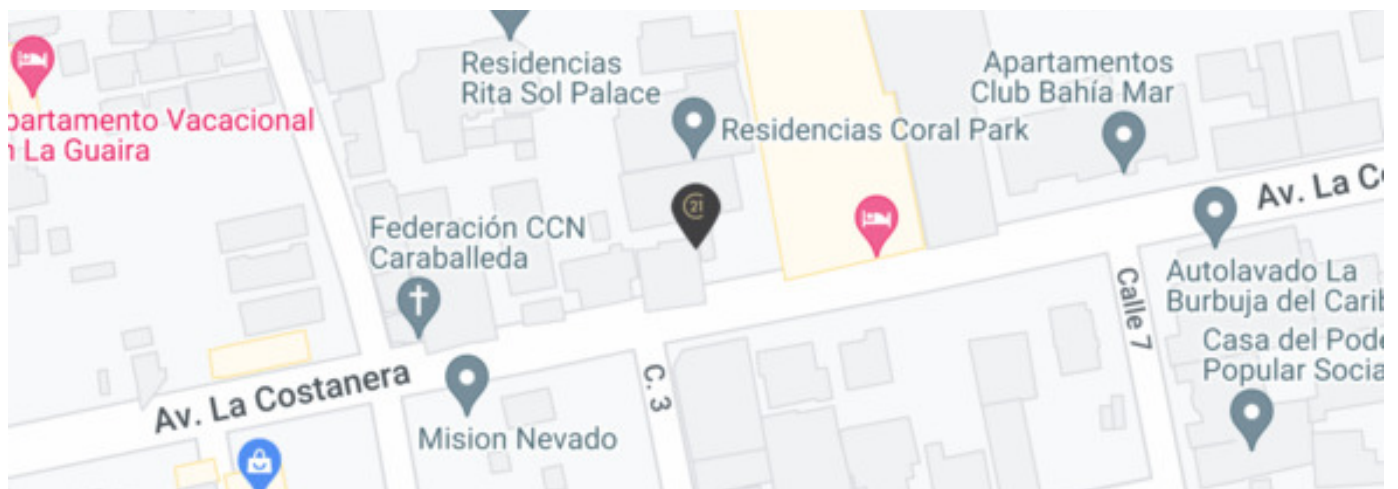 Residencias
Rita Sol Palace
Apartamentos
Club Bahía Mar
partamento Vacacional
n La Guaira
Residencias Coral Park
21
Av. La Co
Federación CCN
Caraballeda
Autolavado La
Burbuja del Carib
Calle 7
Casa del Pode
Popular Socia
Av. La Costanera
C. 3
Mision Nevado